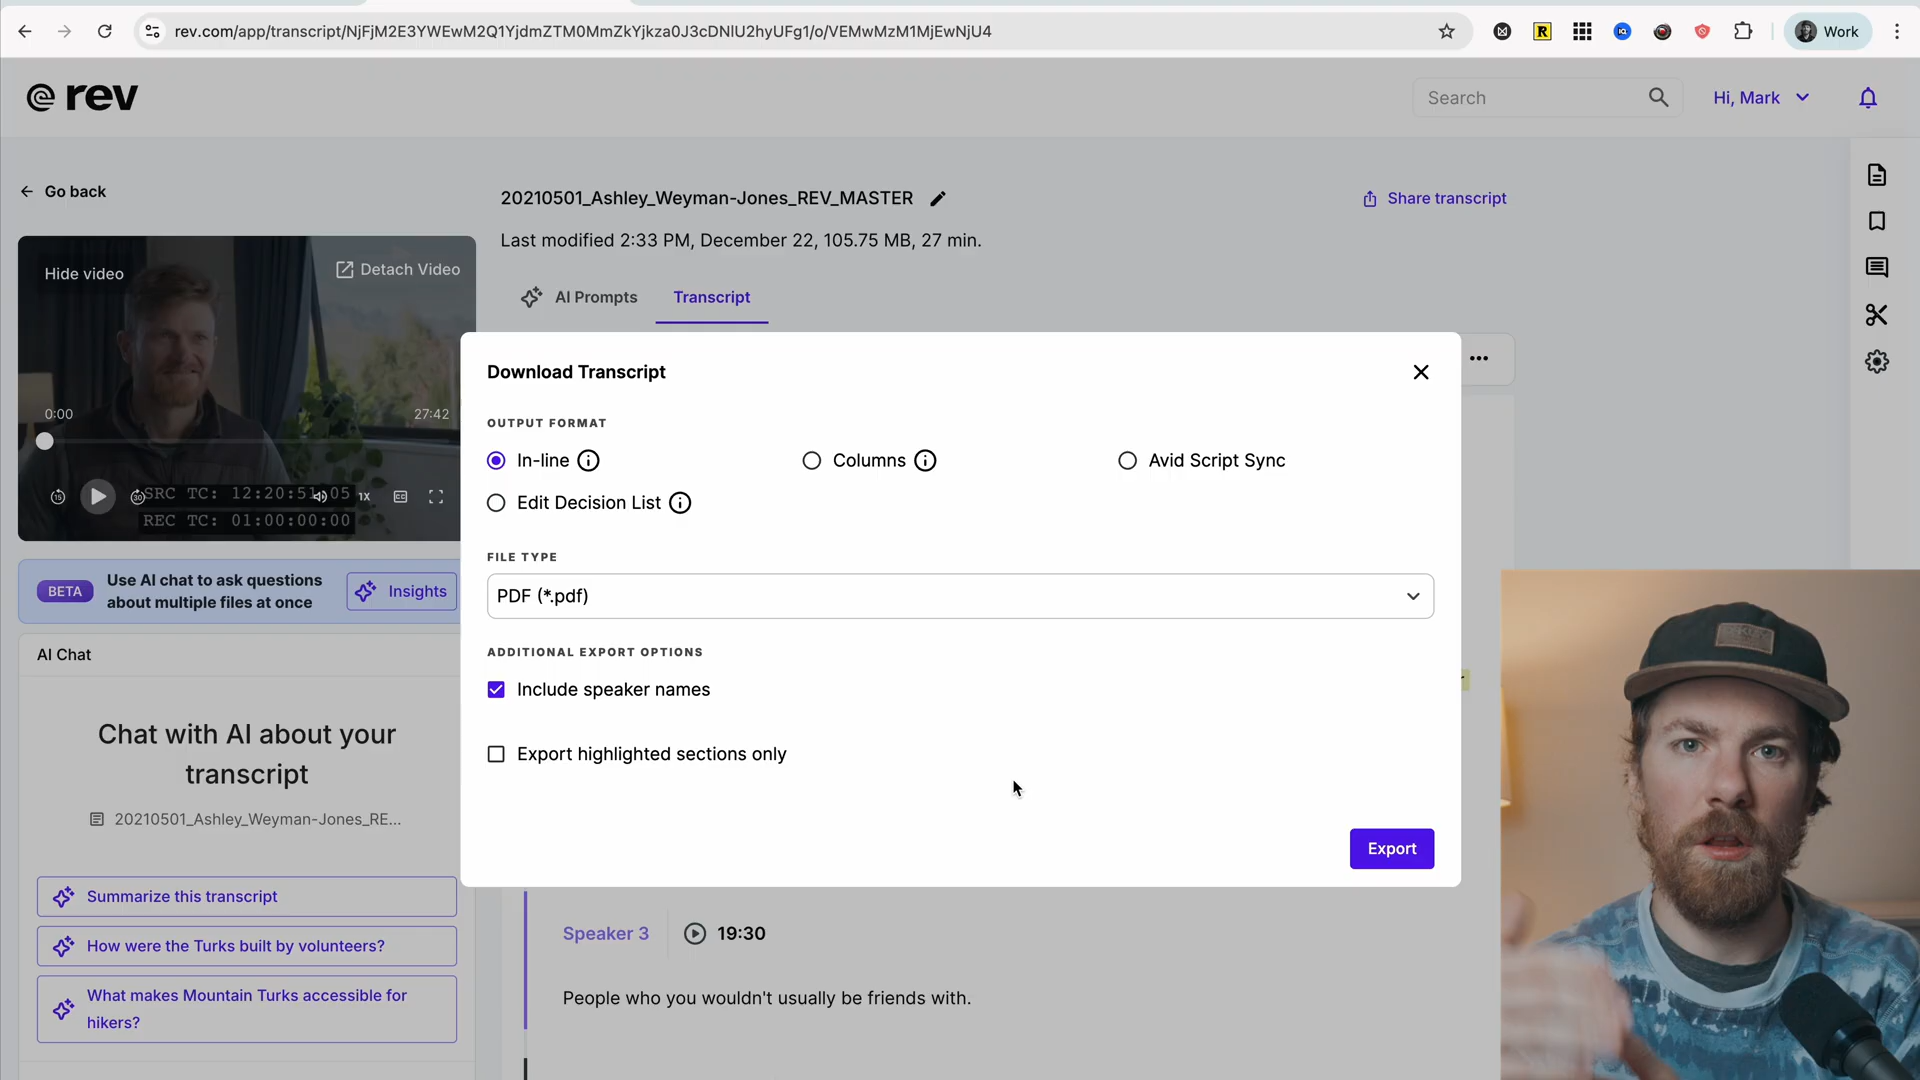 rev.com/app/transcript/NjFjM2E3YWEwM2Q1YjdmZTM0MmZkYjkza0J3cDNlU2hyUFg1/o/VEMwMzM1MjEwNjU4
Work
rev
Search
Hi, Mark
Go back
20210501_Ashley_Weyman-Jones_REV_MASTER
Share transcript
Last modified 2:33 PM, December 22, 105.75 MB, 27 min.
Hide video
Detach Video
AI Prompts
Transcript
0:00
27:42
15
30
SRC TC: 12:20:51:05
1x
CC
REC TC: 01:00:00:00
Download Transcript
OUTPUT FORMAT
In-line
Columns
Avid Script Sync
Edit Decision List
FILE TYPE
PDF (*.pdf)
ADDITIONAL EXPORT OPTIONS
Include speaker names
Export highlighted sections only
Export
BETA
Use AI chat to ask questions
about multiple files at once
Insights
AI Chat
Chat with AI about your
transcript
20210501_Ashley_Weyman-Jones_RE...
Summarize this transcript
How were the Turks built by volunteers?
What makes Mountain Turks accessible for
hikers?
Speaker 3
19:30
People who you wouldn't usually be friends with.